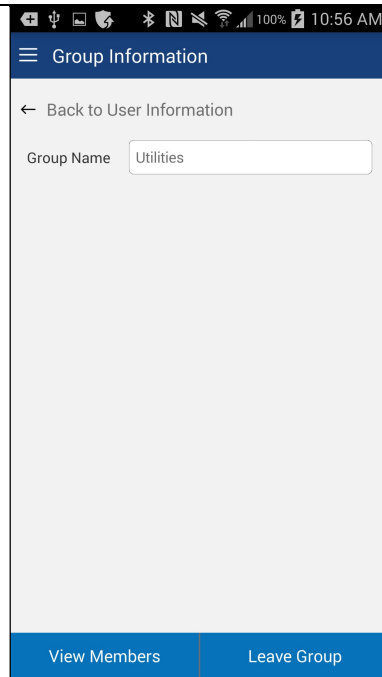 100% 10:56 AM
Group Information
Back to User Information
Group Name Utilities
View Members Leave Group